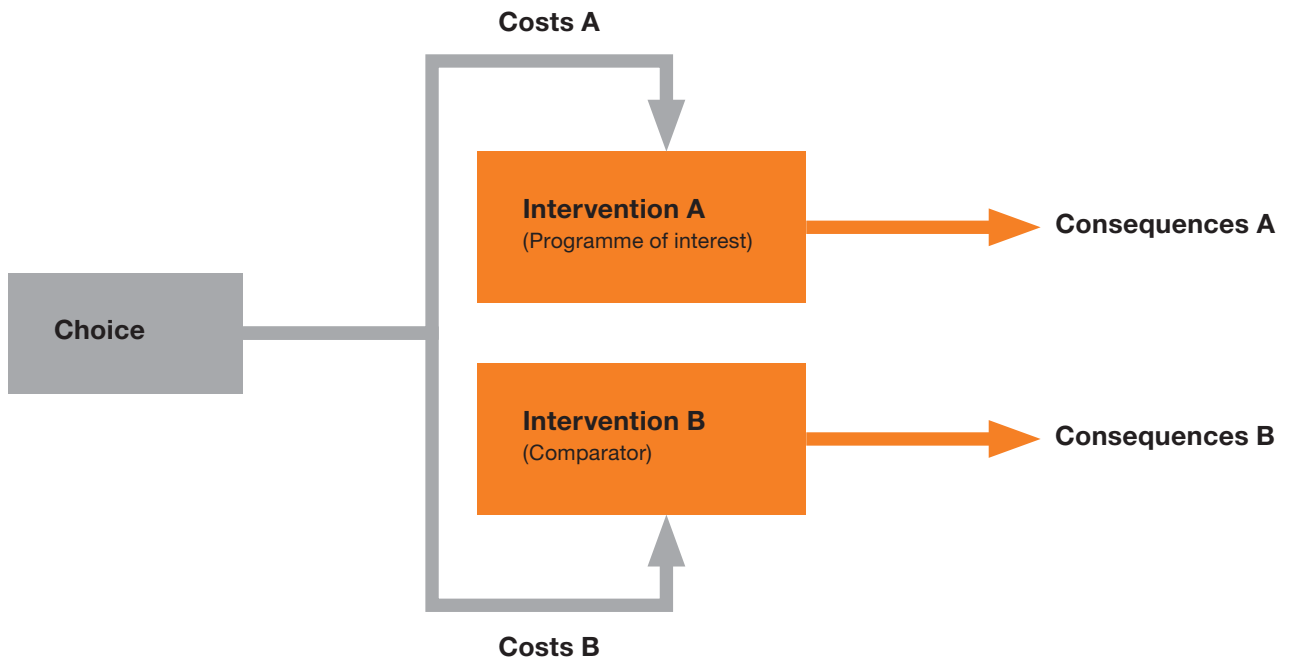 Costs A
Intervention A
(Programme of interest)
Consequences A
Choice
Intervention B
(Comparator)
Consequences B
Costs B